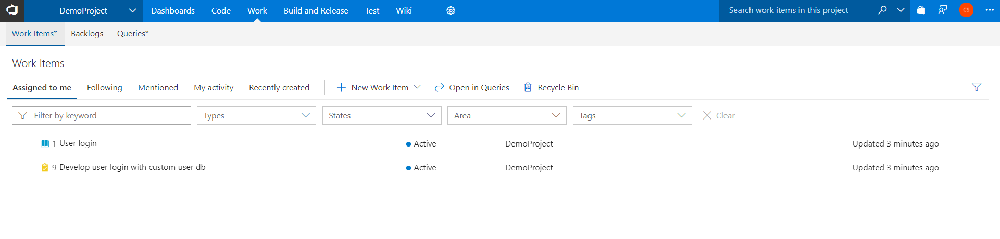 DemoProject Dashboards Code Work Build and Release Test Wiki Search work items in this project CS
Work Items* Backlogs Queries*
Work Items
Assigned to me Following Mentioned My activity Recently created New Work Item Open in Queries Recycle Bin
Filter by keyword Types States Area Tags Clear
1 User login Active DemoProject Updated 3 minutes ago
9 Develop user login with custom user db Active DemoProject Updated 3 minutes ago